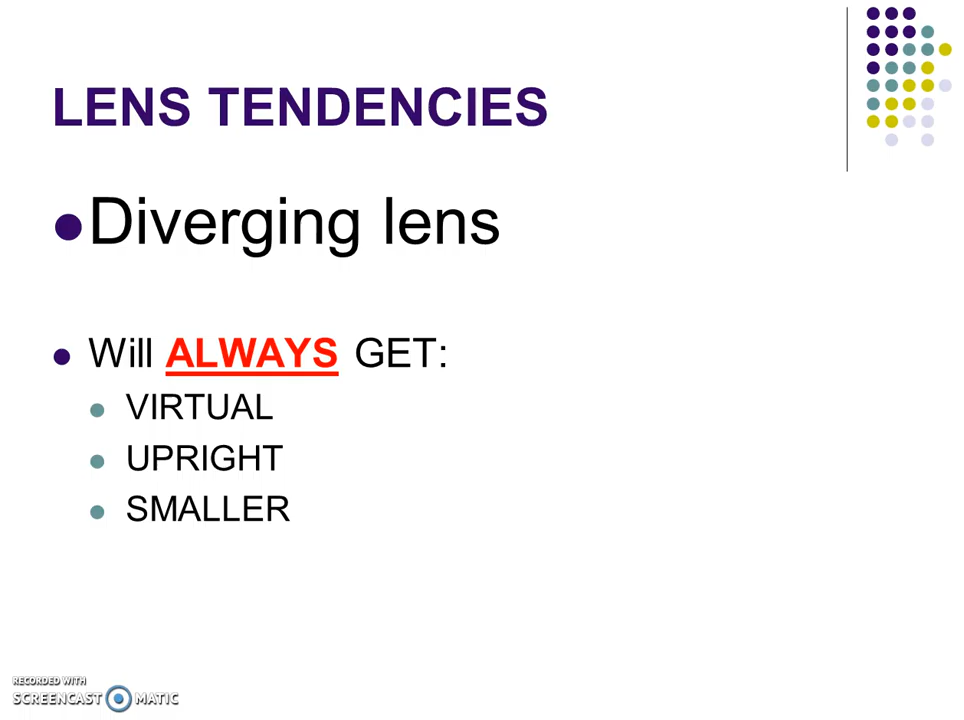 LENS TENDENCIES
Diverging lens
Will ALWAYS GET:
VIRTUAL
UPRIGHT
SMALLER
RECORDED WITH
SCREENCAST MATIC